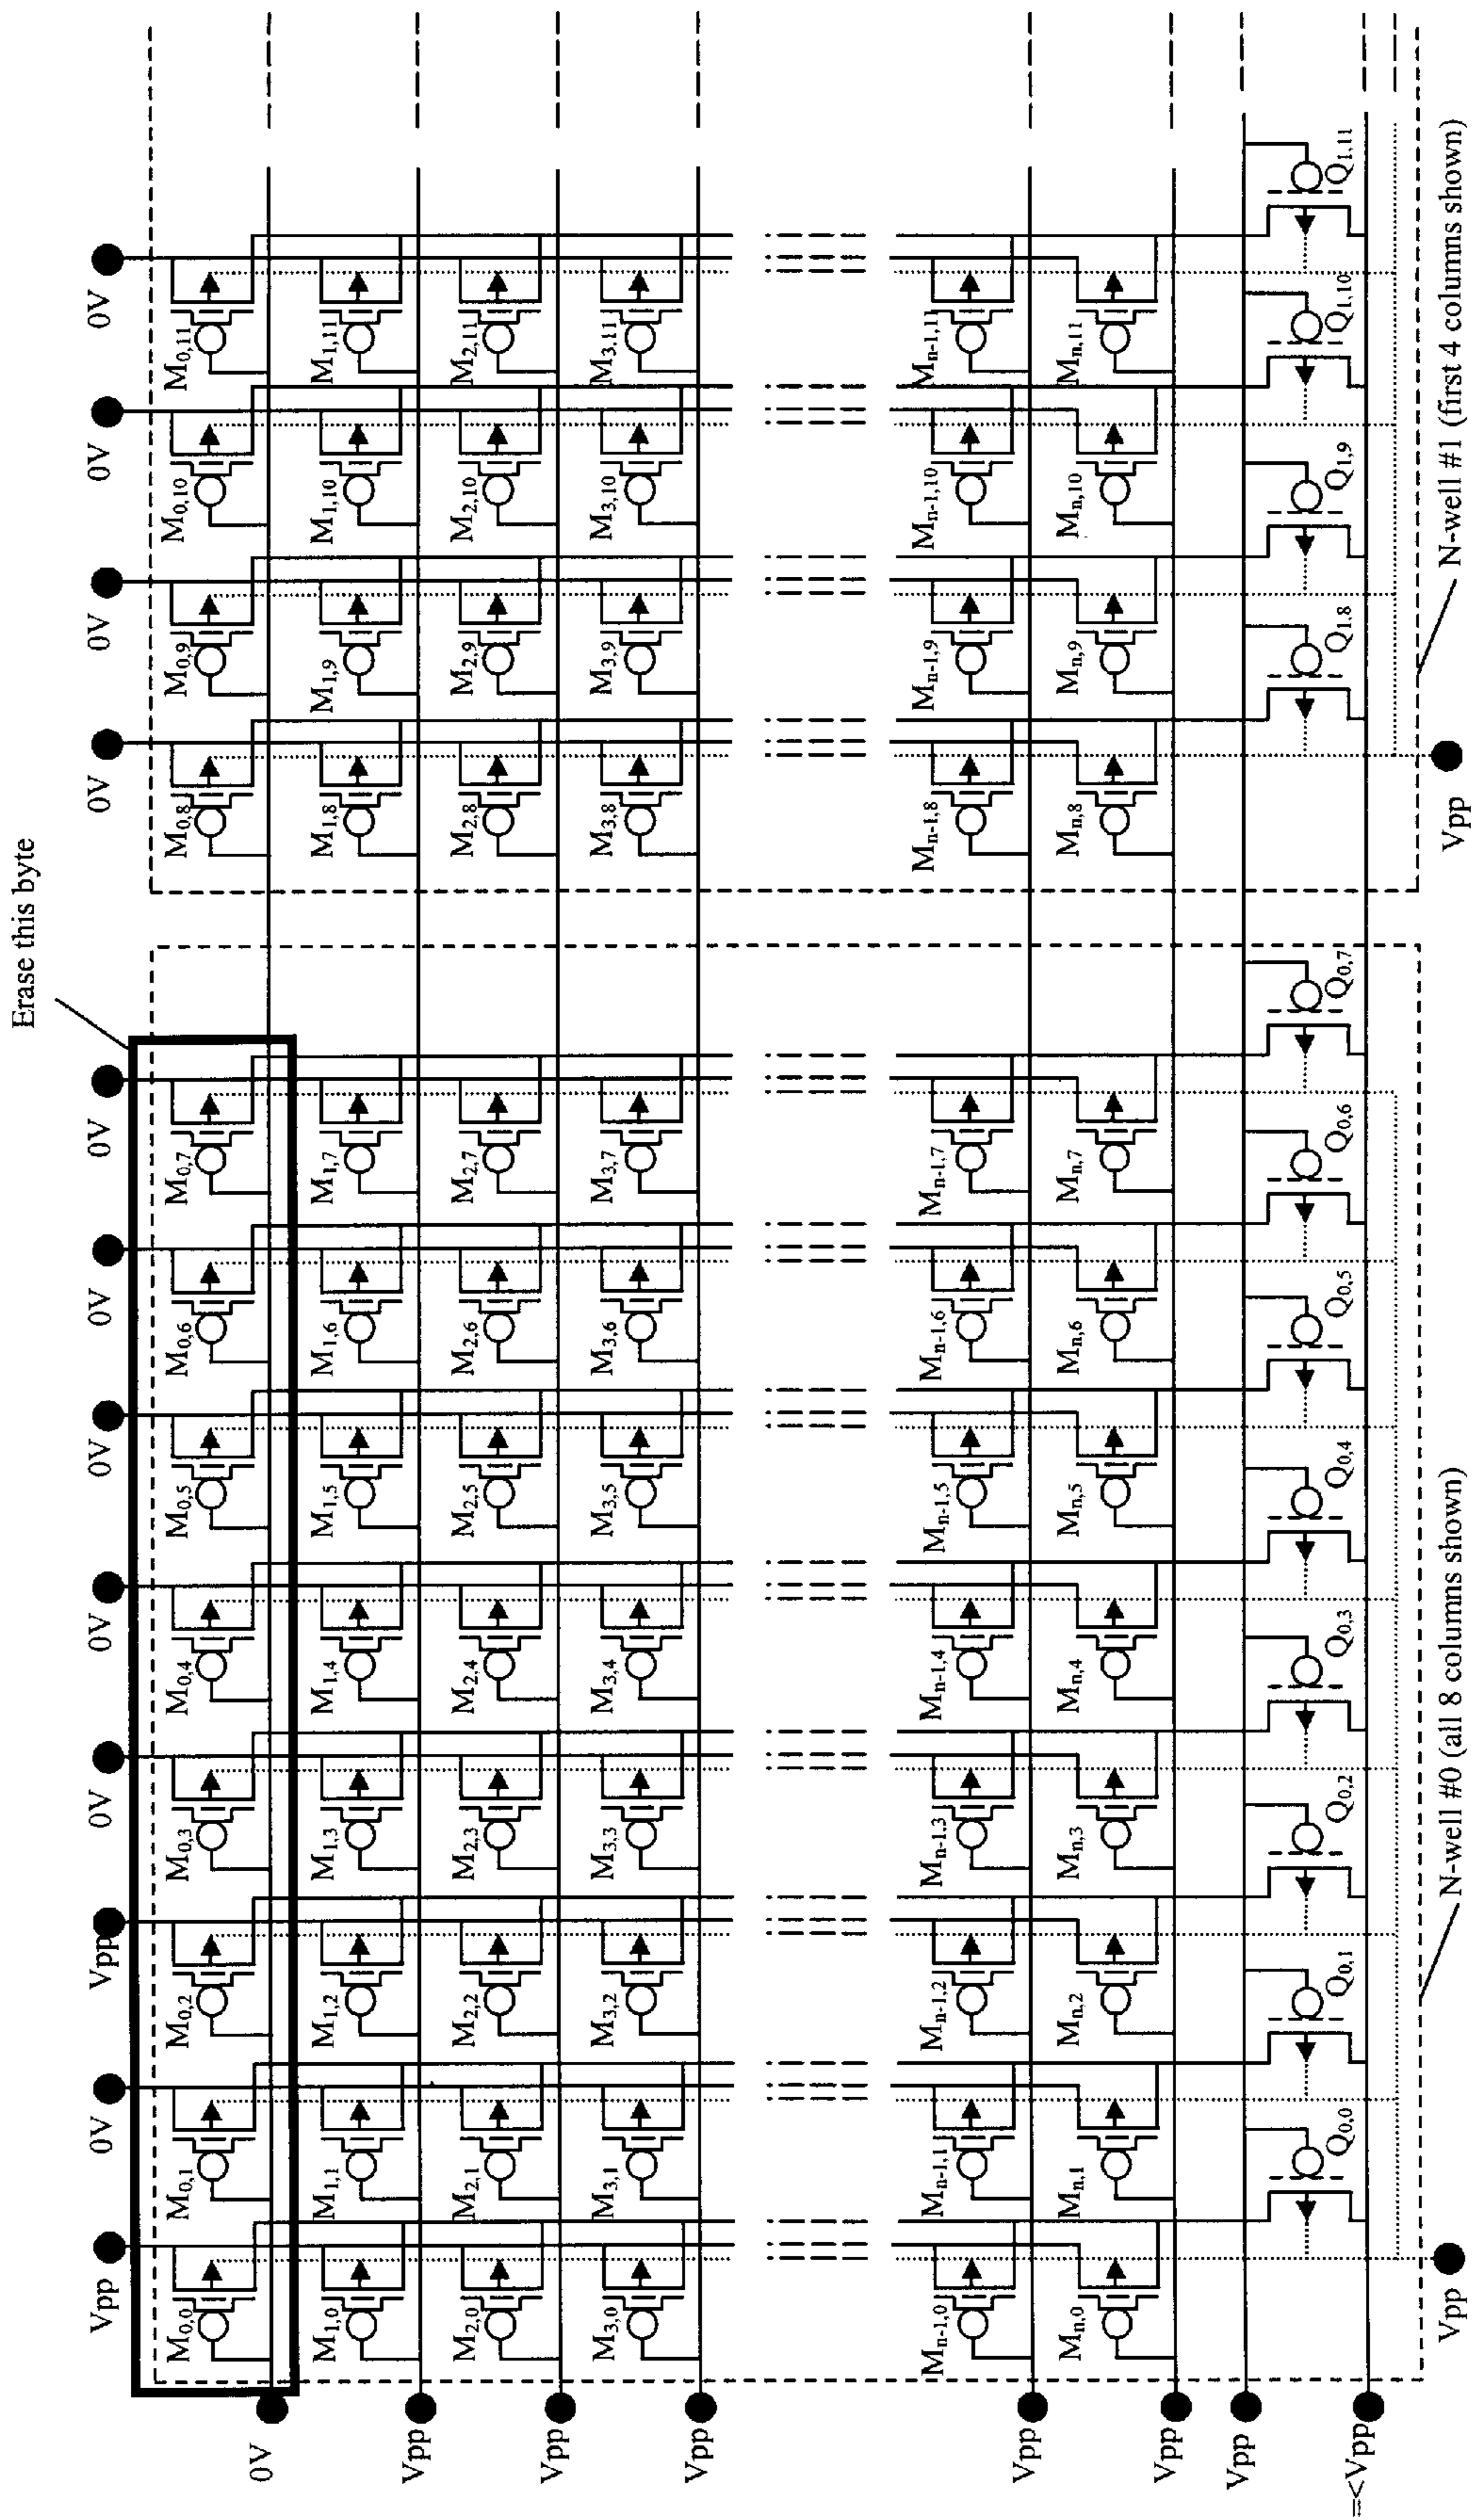 Erase this byte
Vpp 0V Vpp 0V 0V 0V 0V 0V 0V 0V 0V 0V
M0,0 M0,1 M0,2 M0,3 M0,4 M0,5 M0,6 M0,7 M0,8 M0,9 M0,10 M0,11
0V
M1,0 M1,1 M1,2 M1,3 M1,4 M1,5 M1,6 M1,7 M1,8 M1,9 M1,10 M1,11
Vpp
M2,0 M2,1 M2,2 M2,3 M2,4 M2,5 M2,6 M2,7 M2,8 M2,9 M2,10 M2,11
Vpp
M3,0 M3,1 M3,2 M3,3 M3,4 M3,5 M3,6 M3,7 M3,8 M3,9 M3,10 M3,11
Vpp
Mn-1,0 Mn-1,1 Mn-1,2 Mn-1,3 Mn-1,4 Mn-1,5 Mn-1,6 Mn-1,7 Mn-1,8 Mn-1,9 Mn-1,10 Mn-1,11
Vpp
Mn,0 Mn,1 Mn,2 Mn,3 Mn,4 Mn,5 Mn,6 Mn,7 Mn,8 Mn,9 Mn,10 Mn,11
Vpp
Vpp
Q0,0 Q0,1 Q0,2 Q0,3 Q0,4 Q0,5 Q0,6 Q0,7 Q1,8 Q1,9 Q1,10 Q1,11
=<Vpp
Vpp
N-well #0 (all 8 columns shown)
Vpp
N-well #1 (first 4 columns shown)